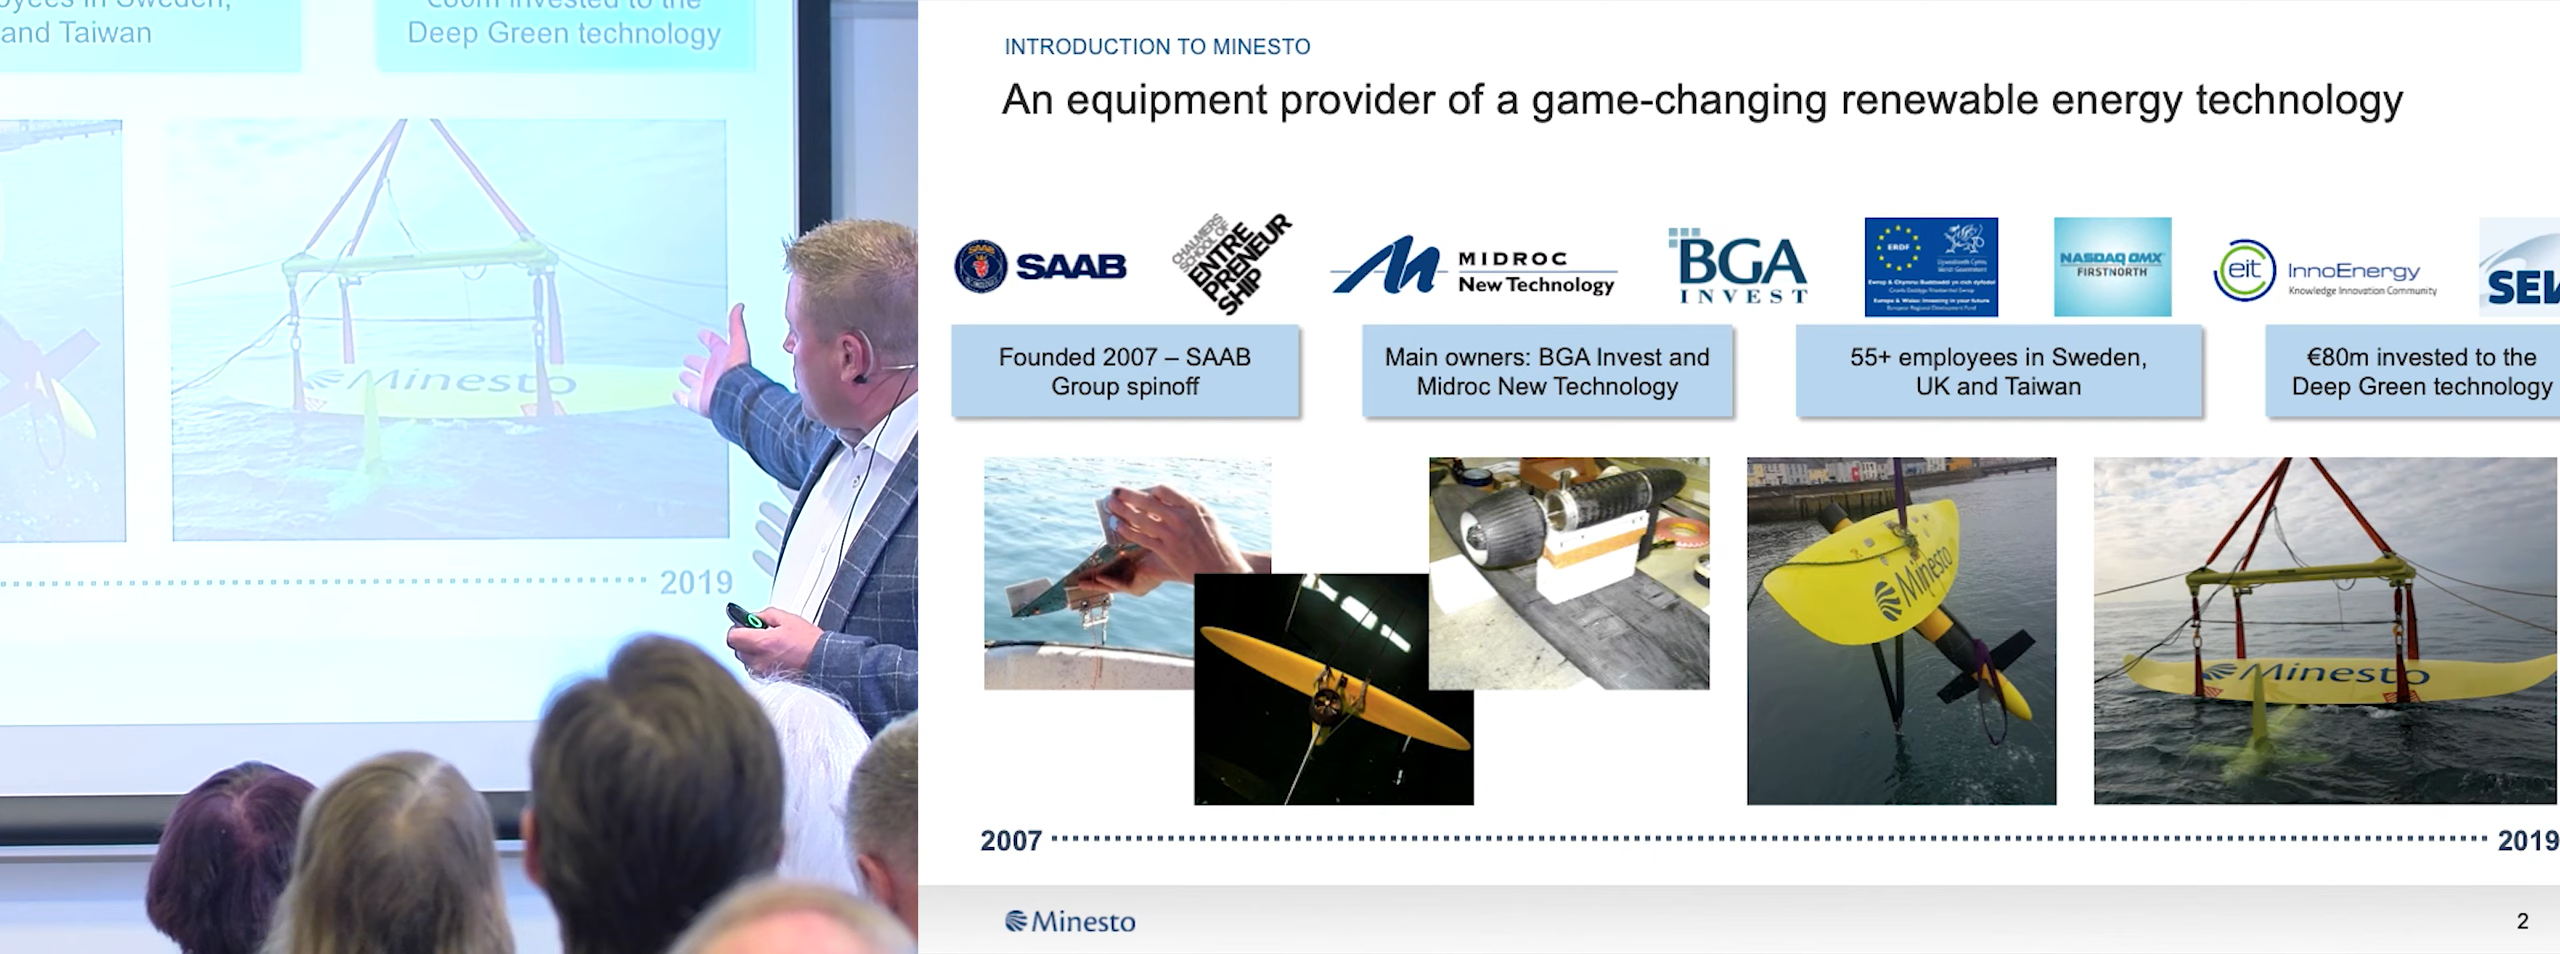 and Taiwan
Deep Green technology
Minesto
2019
INTRODUCTION TO MINESTO
An equipment provider of a game-changing renewable energy technology
SAAB
CHALMERS
SCHOOL OF
ENTRE
PRENEUR
SHIP
MIDROC
New Technology
BGA
INVEST
ERDF
NASDAQ OMX
FIRSTNORTH
eit
InnoEnergy
Knowledge Innovation Community
Founded 2007 – SAAB
Group spinoff
Main owners: BGA Invest and
Midroc New Technology
55+ employees in Sweden,
UK and Taiwan
€80m invested to the
Deep Green technology
Minesto
Minesto
2007
2019
Minesto
2